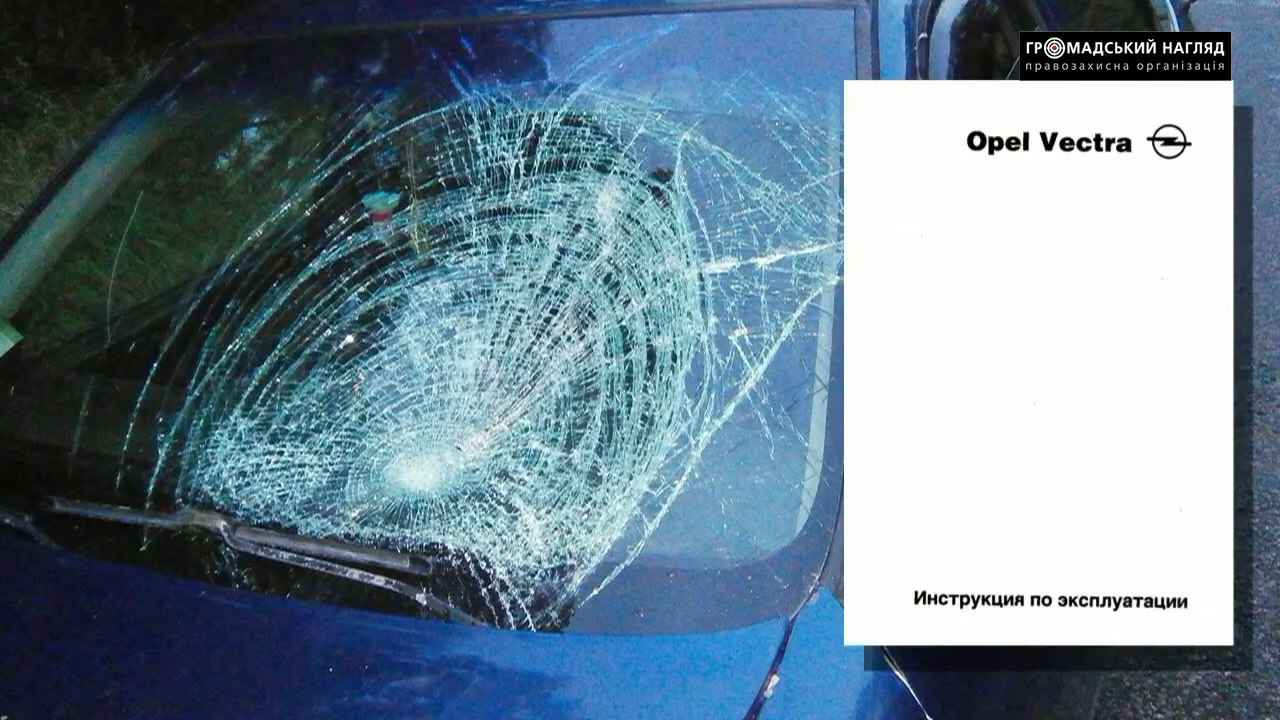 ГРОМАДСЬКИЙ НАГЛЯД
правозахисна організація
Opel Vectra
Инструкция по эксплуатации